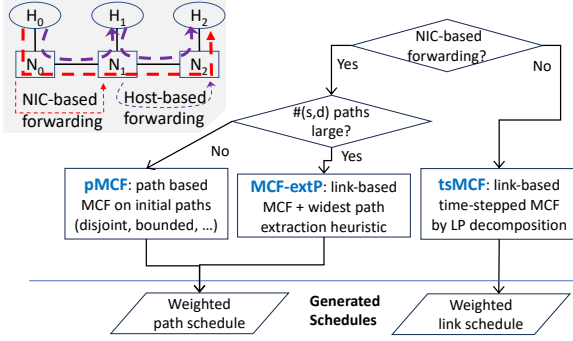 H0 H1 H2
N0 N1 N2
NIC-based
forwarding
Host-based
forwarding
NIC-based
forwarding?
Yes
No
#(s,d) paths
large?
No
Yes
pMCF: path based
MCF on initial paths
(disjoint, bounded, ...)
MCF-extP: link-based
MCF + widest path
extraction heuristic
tsMCF: link-based
time-stepped MCF
by LP decomposition
Weighted
path schedule
Generated
Schedules
Weighted
link schedule